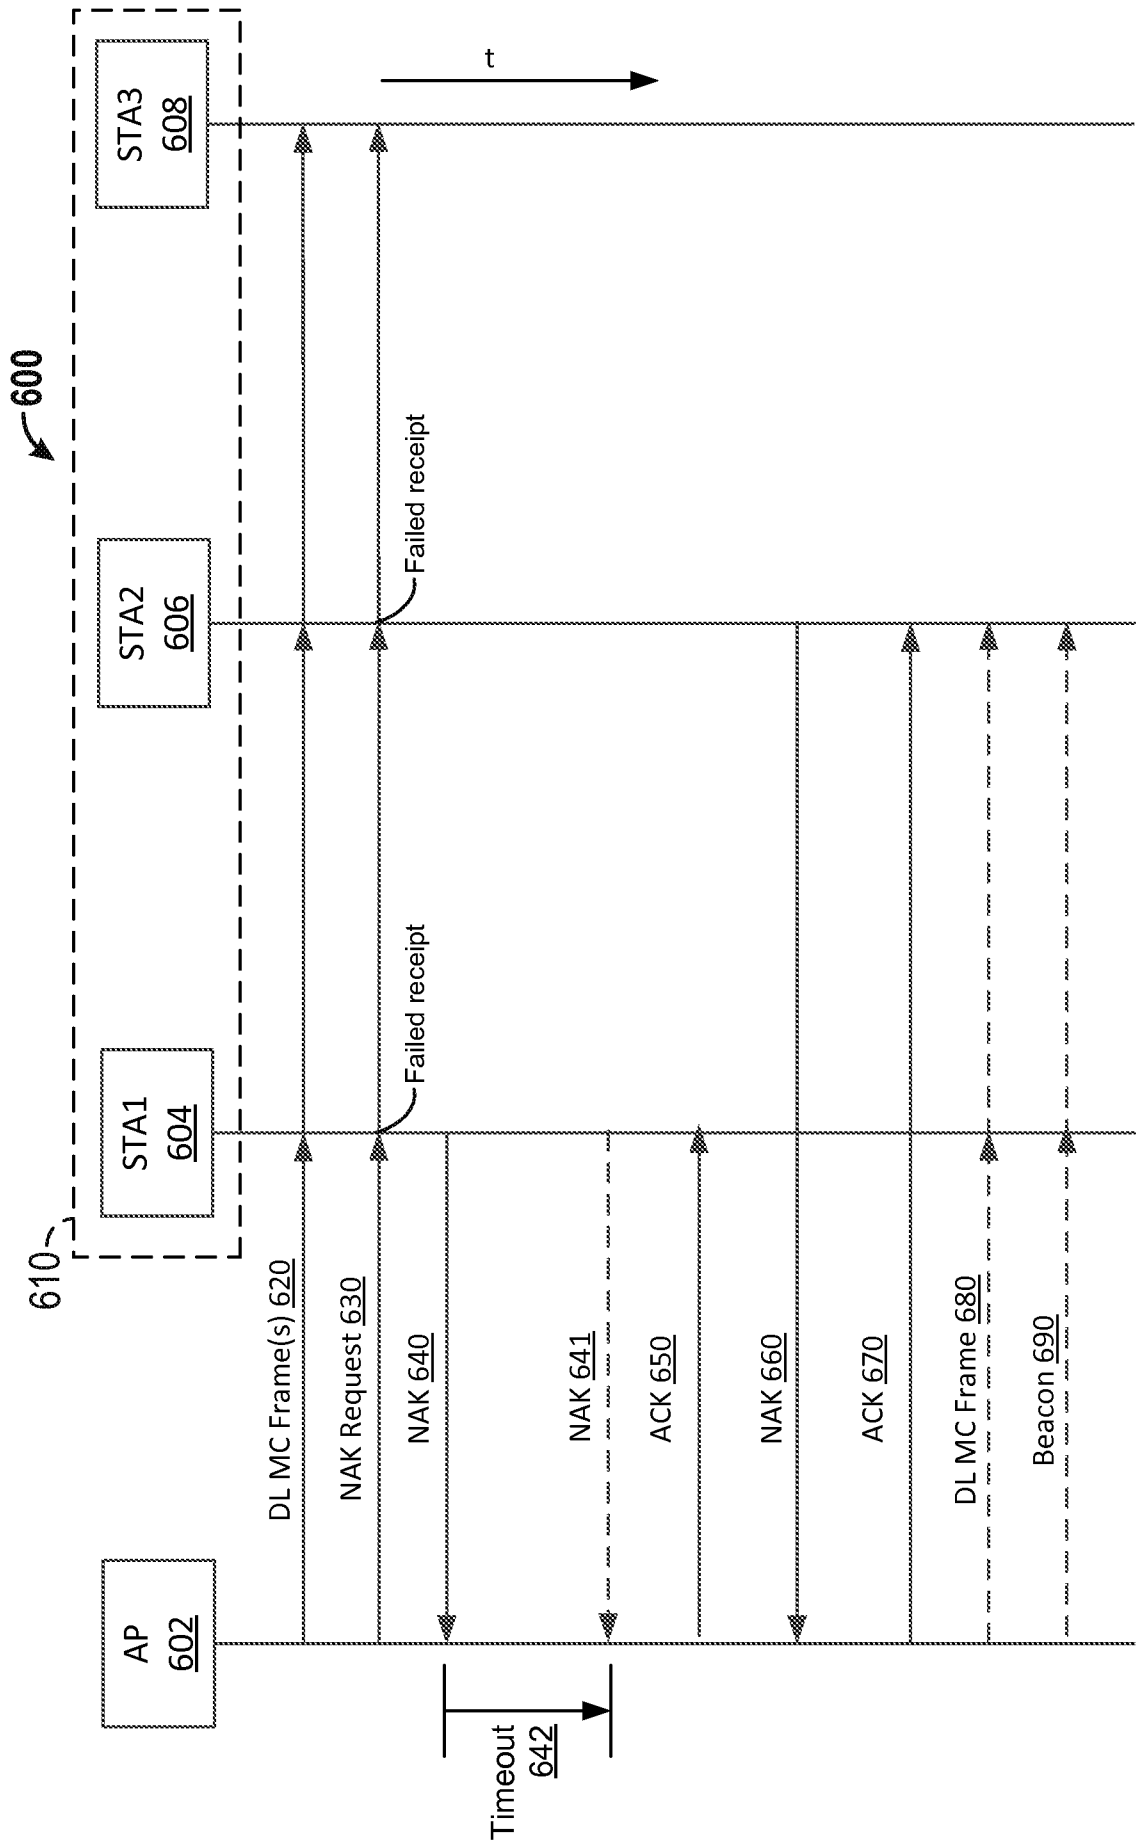 600
610
AP
602
STA1
604
STA2
606
STA3
608
t
DL MC Frame(s) 620
NAK Request 630
Failed receipt
Failed receipt
NAK 640
Timeout
642
NAK 641
ACK 650
NAK 660
ACK 670
DL MC Frame 680
Beacon 690